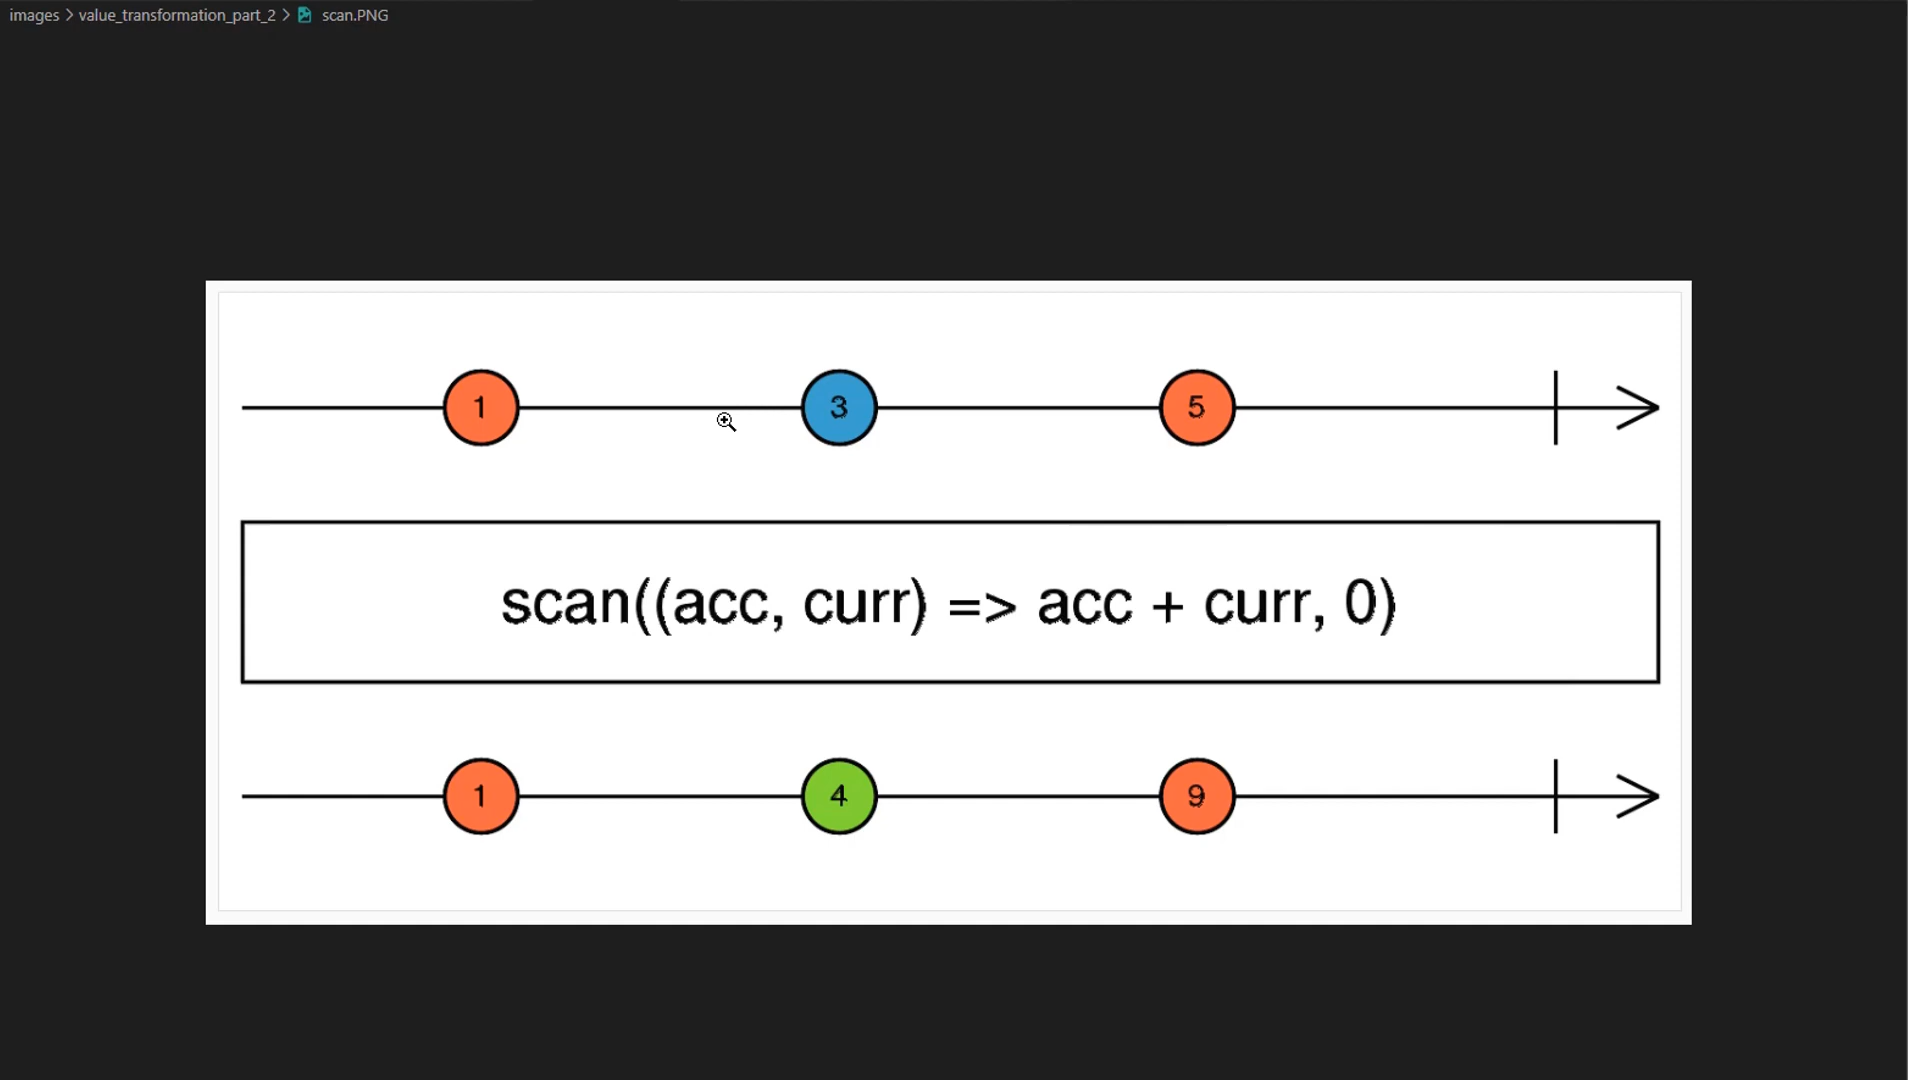 images > value_transformation_part_2 > scan.PNG
1 3 5
scan((acc, curr) => acc + curr, 0)
1 4 9